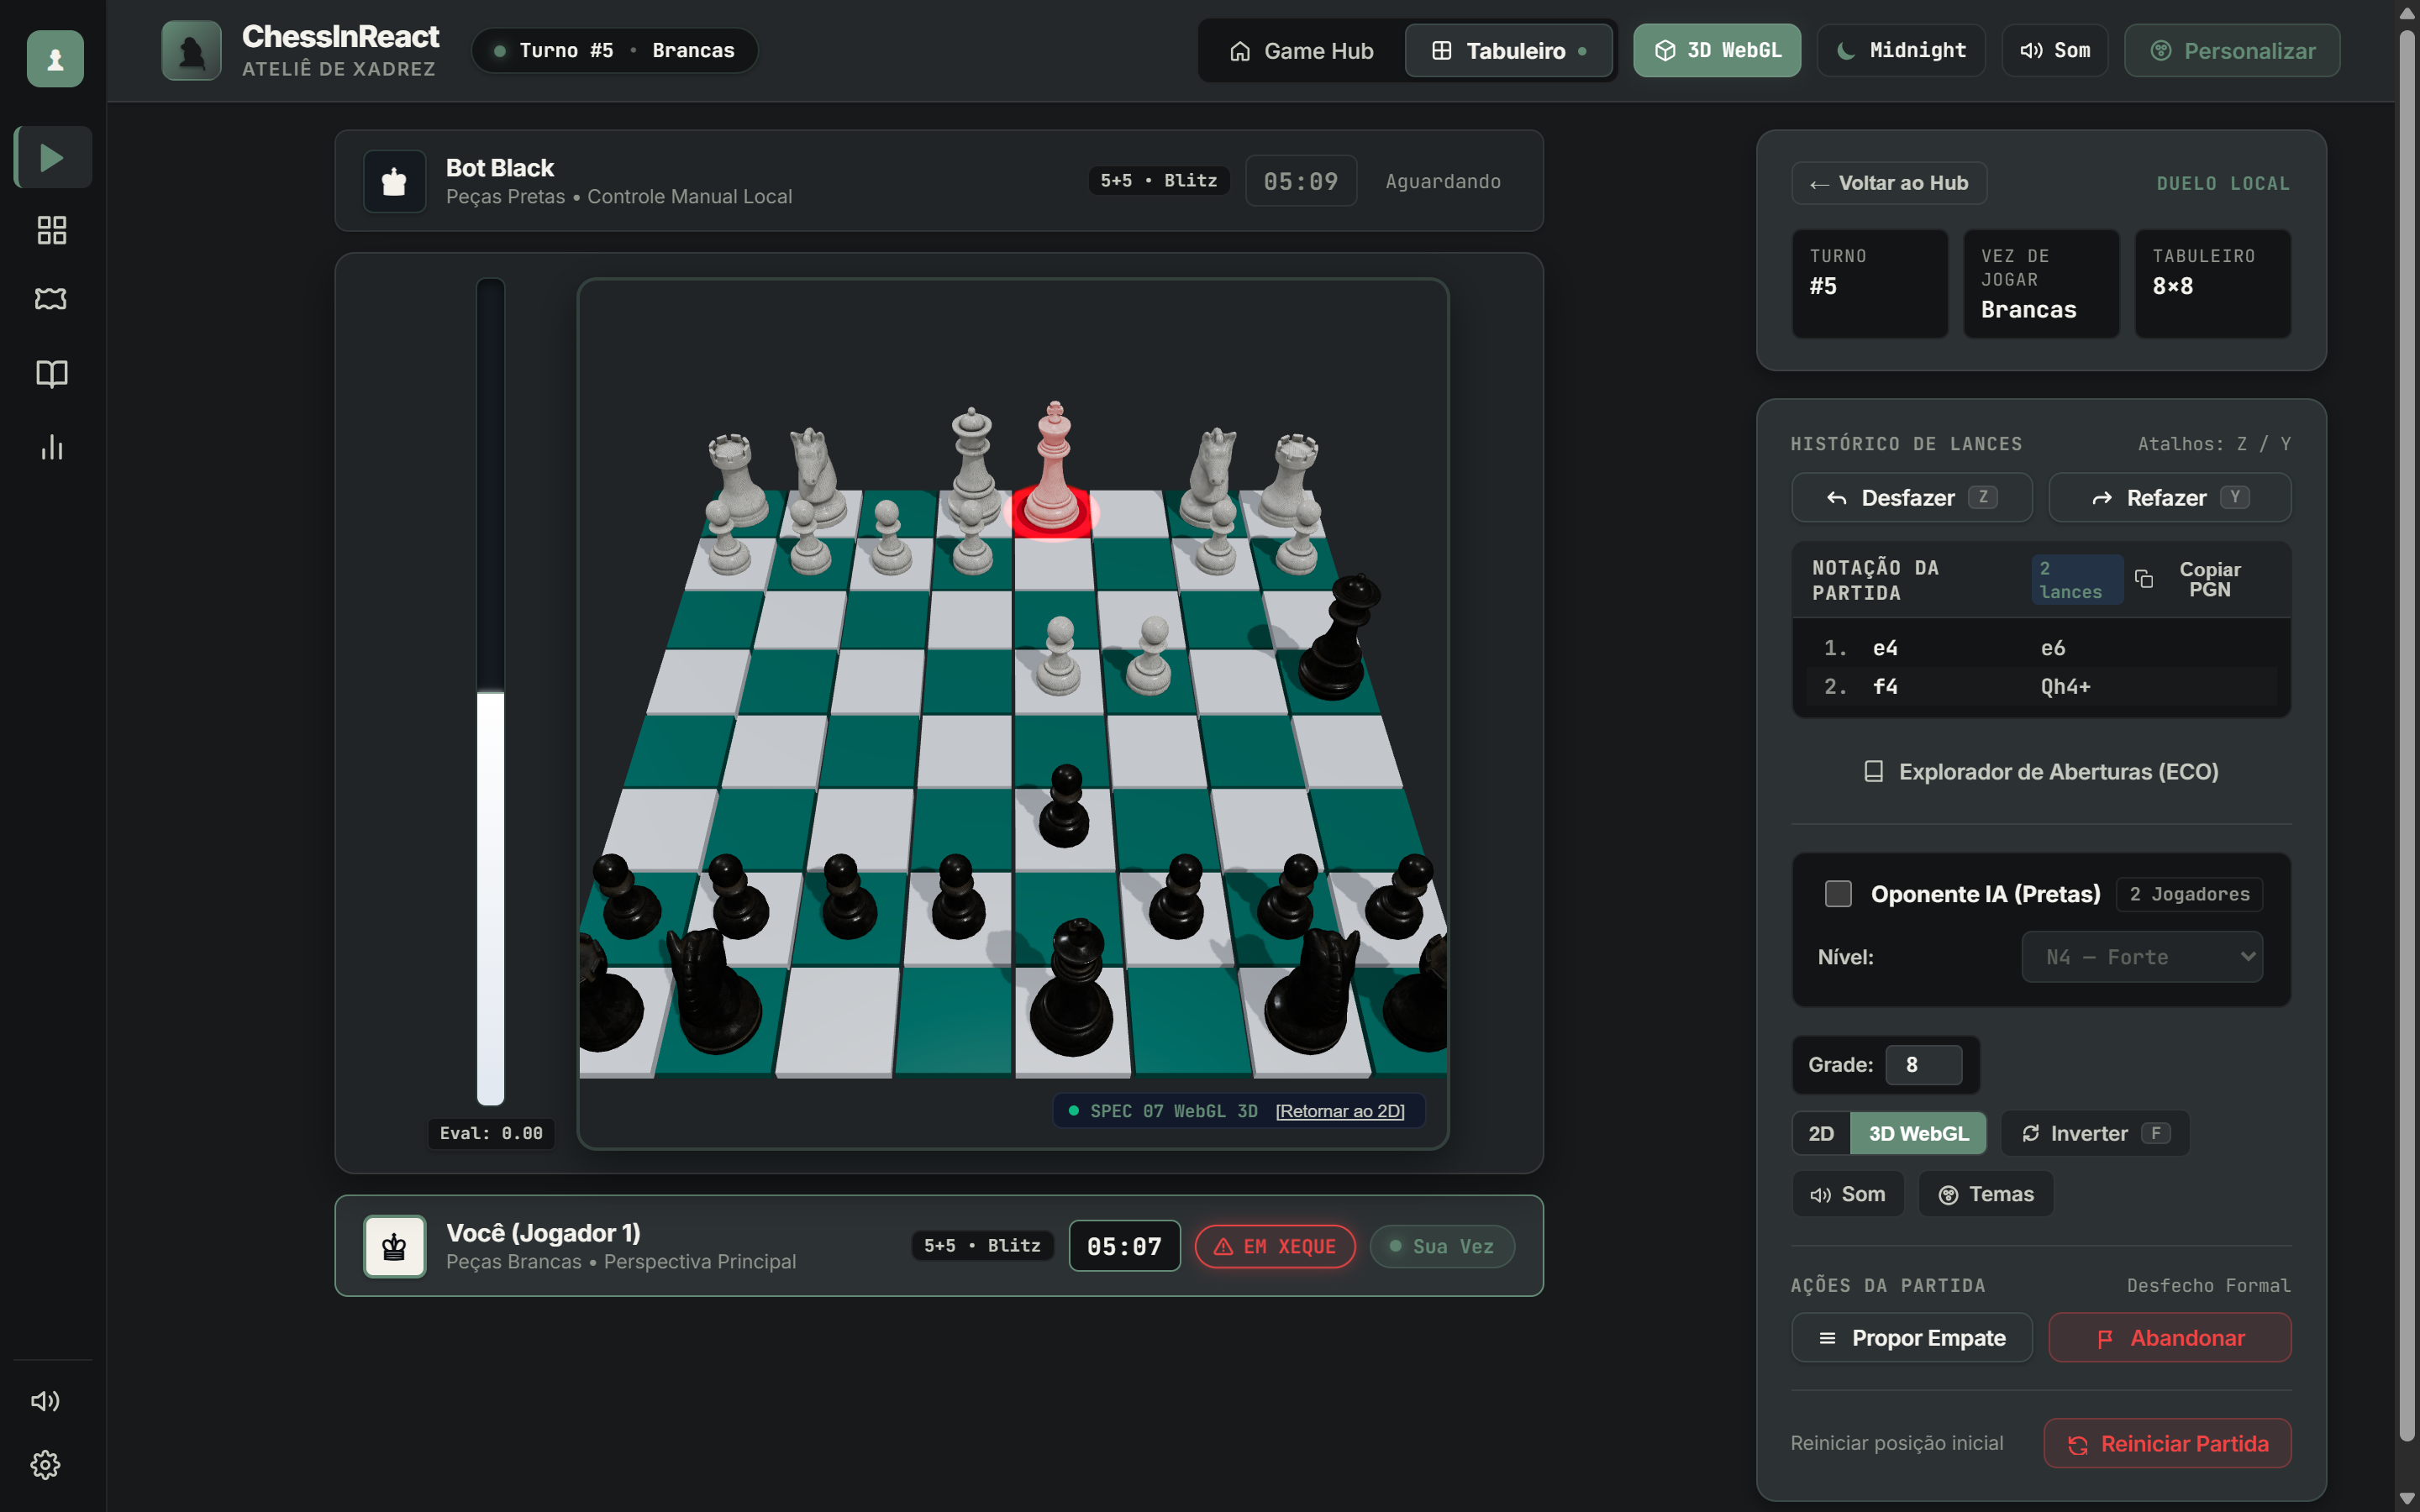 ChessInReact
ATELIÊ DE XADREZ
Turno #5 • Brancas
Game Hub
Tabuleiro
3D WebGL
Midnight
Som
Personalizar
Bot Black
Peças Pretas • Controle Manual Local
5+5 • Blitz
05:09
Aguardando
Eval: 0.00
SPEC 07 WebGL 3D [Retornar ao 2D]
Você (Jogador 1)
Peças Brancas • Perspectiva Principal
5+5 • Blitz
05:07
EM XEQUE
Sua Vez
← Voltar ao Hub
DUELO LOCAL
TURNO
#5
VEZ DE
JOGAR
Brancas
TABULEIRO
8×8
HISTÓRICO DE LANCES
Atalhos: Z / Y
Desfazer Z
Refazer Y
NOTAÇÃO DA
PARTIDA
2
lances
Copiar
PGN
1. e4 e6
2. f4 Qh4+
Explorador de Aberturas (ECO)
Oponente IA (Pretas)
2 Jogadores
Nível:
N4 — Forte
Grade: 8
2D
3D WebGL
Inverter F
Som
Temas
AÇÕES DA PARTIDA
Desfecho Formal
Propor Empate
Abandonar
Reiniciar posição inicial
Reiniciar Partida